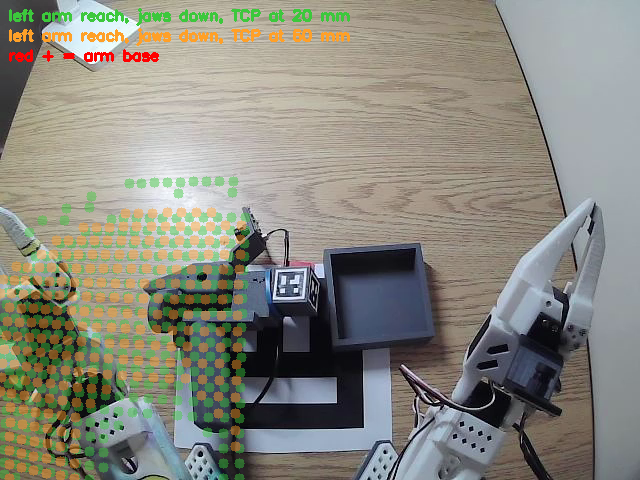 left arm reach, jaws down, TCP at 20 mm
left arm reach, jaws down, TCP at 80 mm
red + = arm base